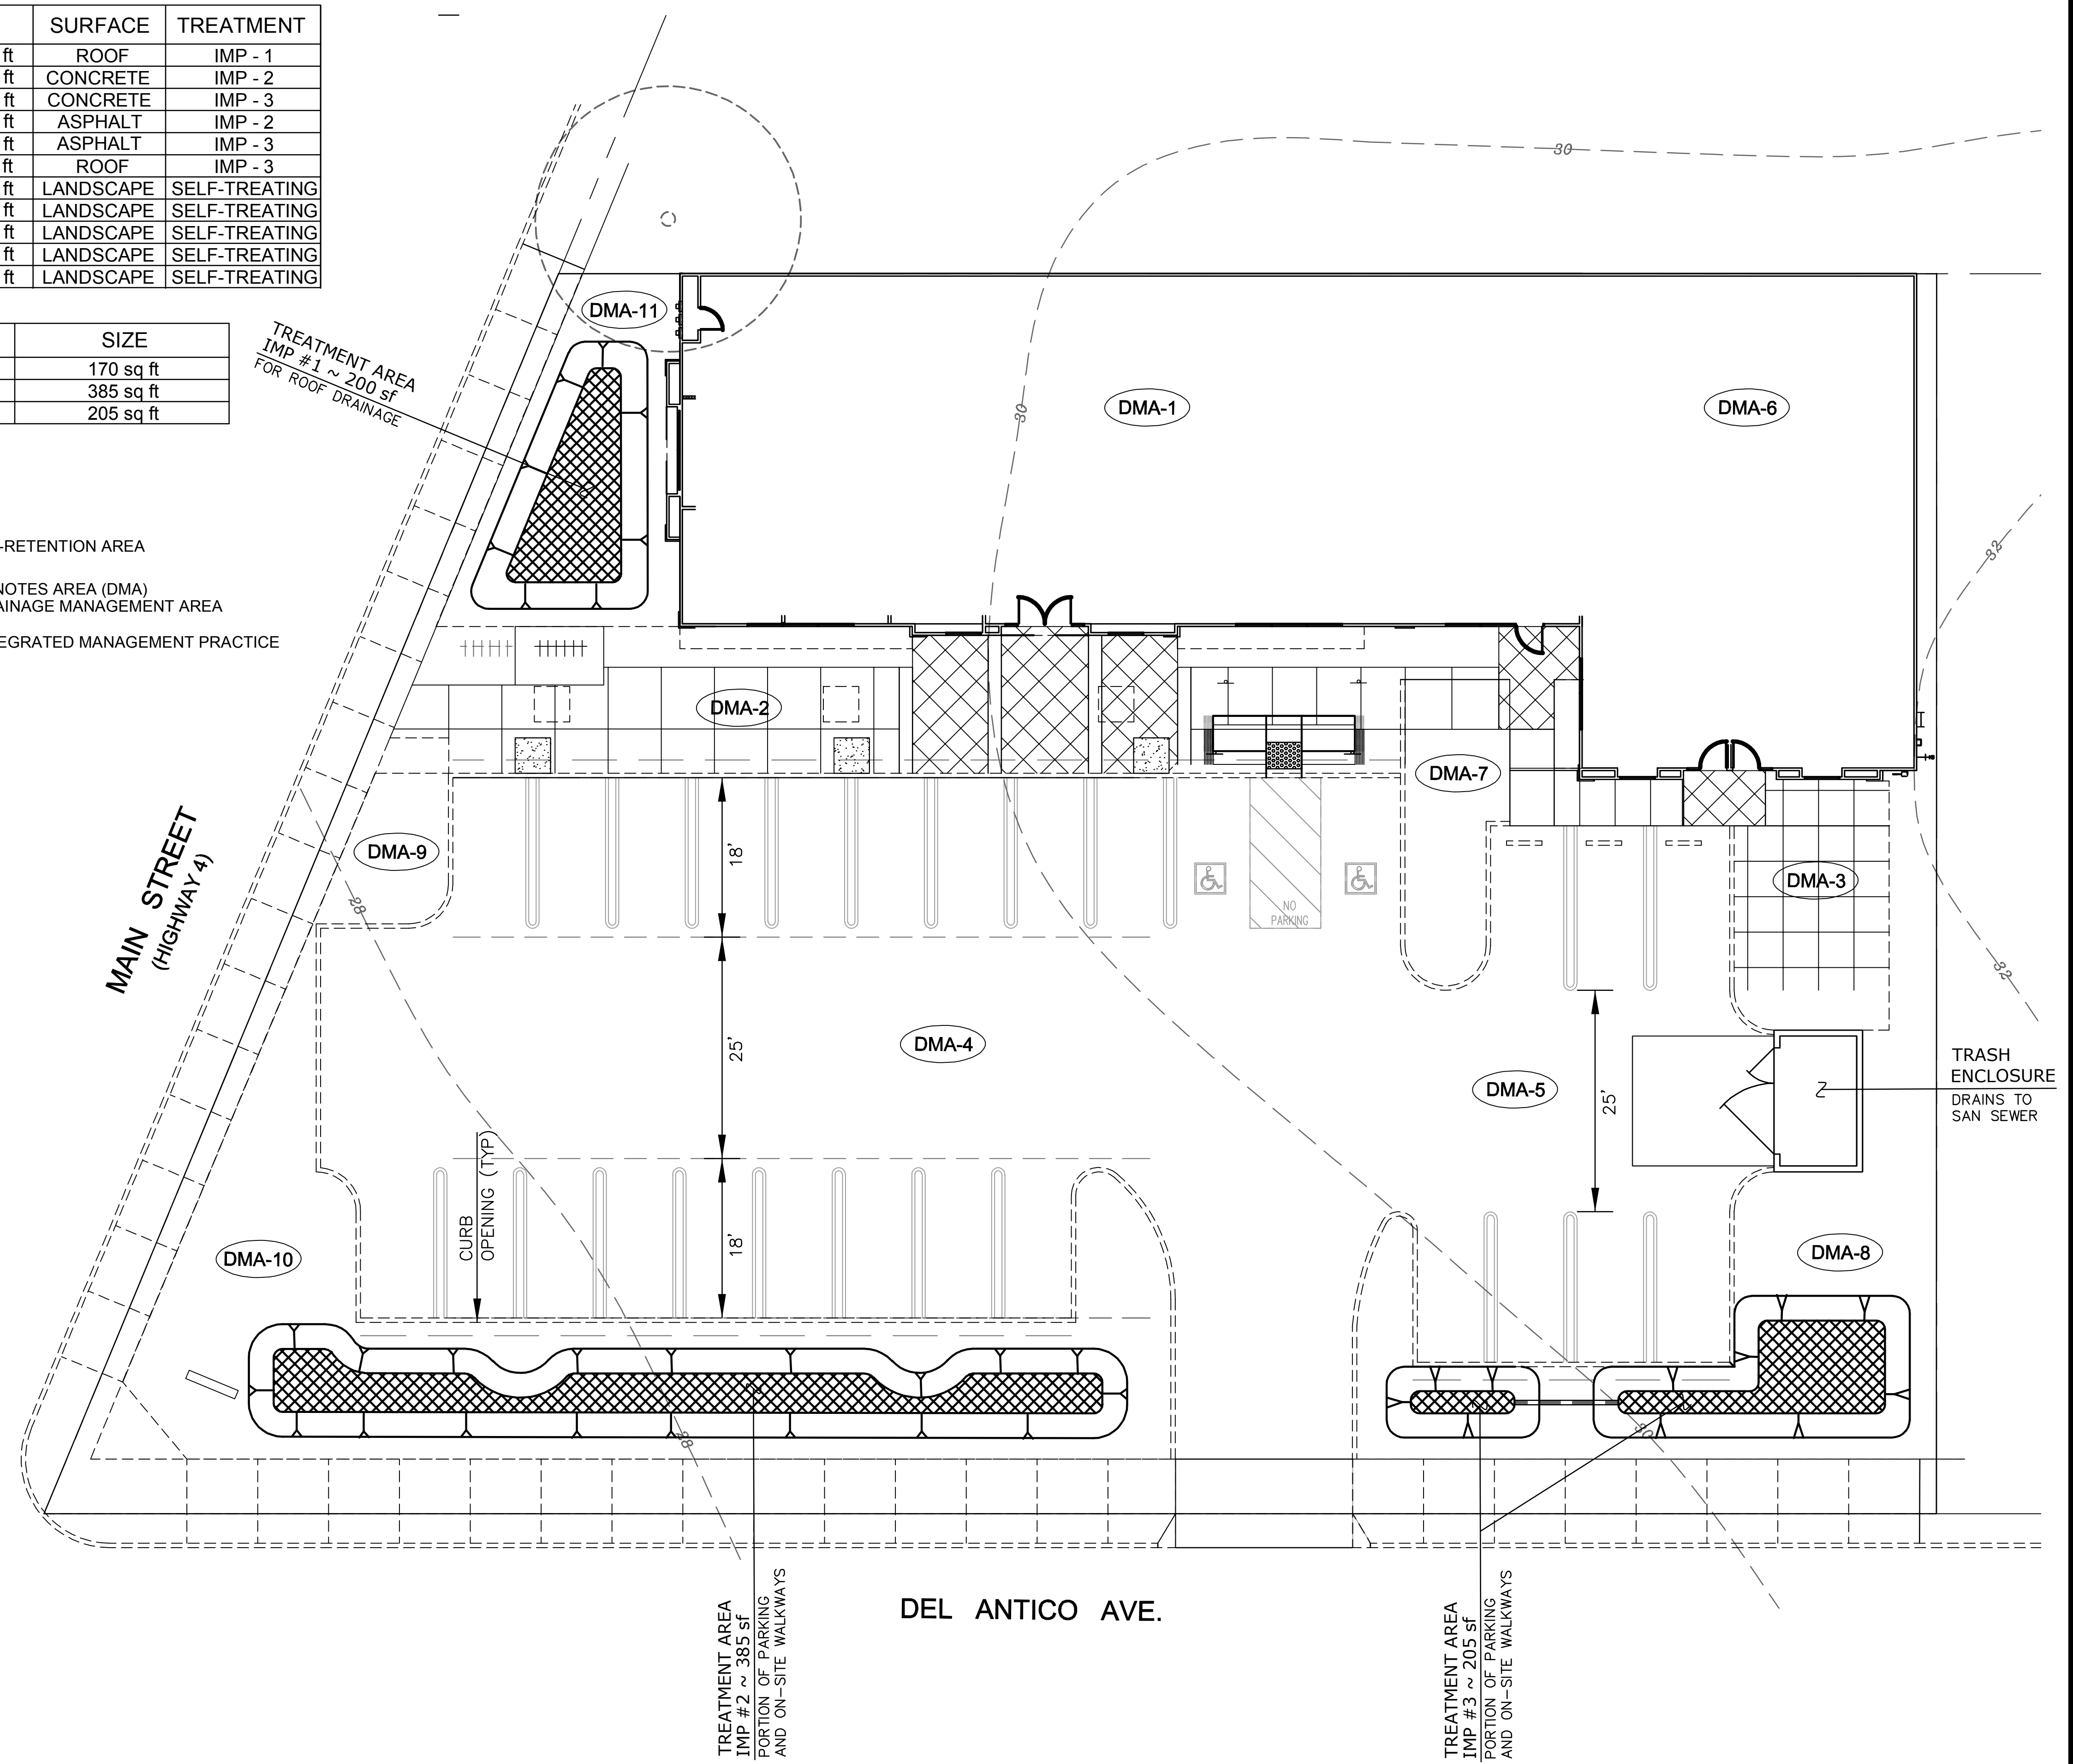 SURFACE TREATMENT
ft ROOF IMP - 1
ft CONCRETE IMP - 2
ft CONCRETE IMP - 3
ft ASPHALT IMP - 2
ft ASPHALT IMP - 3
ft ROOF IMP - 3
ft LANDSCAPE SELF-TREATING
ft LANDSCAPE SELF-TREATING
ft LANDSCAPE SELF-TREATING
ft LANDSCAPE SELF-TREATING
ft LANDSCAPE SELF-TREATING
SIZE
170 sq ft
385 sq ft
205 sq ft
-RETENTION AREA
NOTES AREA (DMA)
AINAGE MANAGEMENT AREA
EGRATED MANAGEMENT PRACTICE
TREATMENT AREA
IMP #1 ~ 200 sf
FOR ROOF DRAINAGE
30
DMA-11
DMA-1
30
DMA-6
32
DMA-2
DMA-7
MAIN STREET
(HIGHWAY 4)
DMA-9
28
18'
NO
PARKING
DMA-3
32
DMA-4
25'
DMA-5
25'
TRASH
ENCLOSURE
DRAINS TO
SAN SEWER
CURB
OPENING (TYP)
18'
DMA-10
DMA-8
28
30
TREATMENT AREA
IMP #2 ~ 385 sf
PORTION OF PARKING
AND ON-SITE WALKWAYS
DEL ANTICO AVE.
TREATMENT AREA
IMP #3 ~ 205 sf
PORTION OF PARKING
AND ON-SITE WALKWAYS